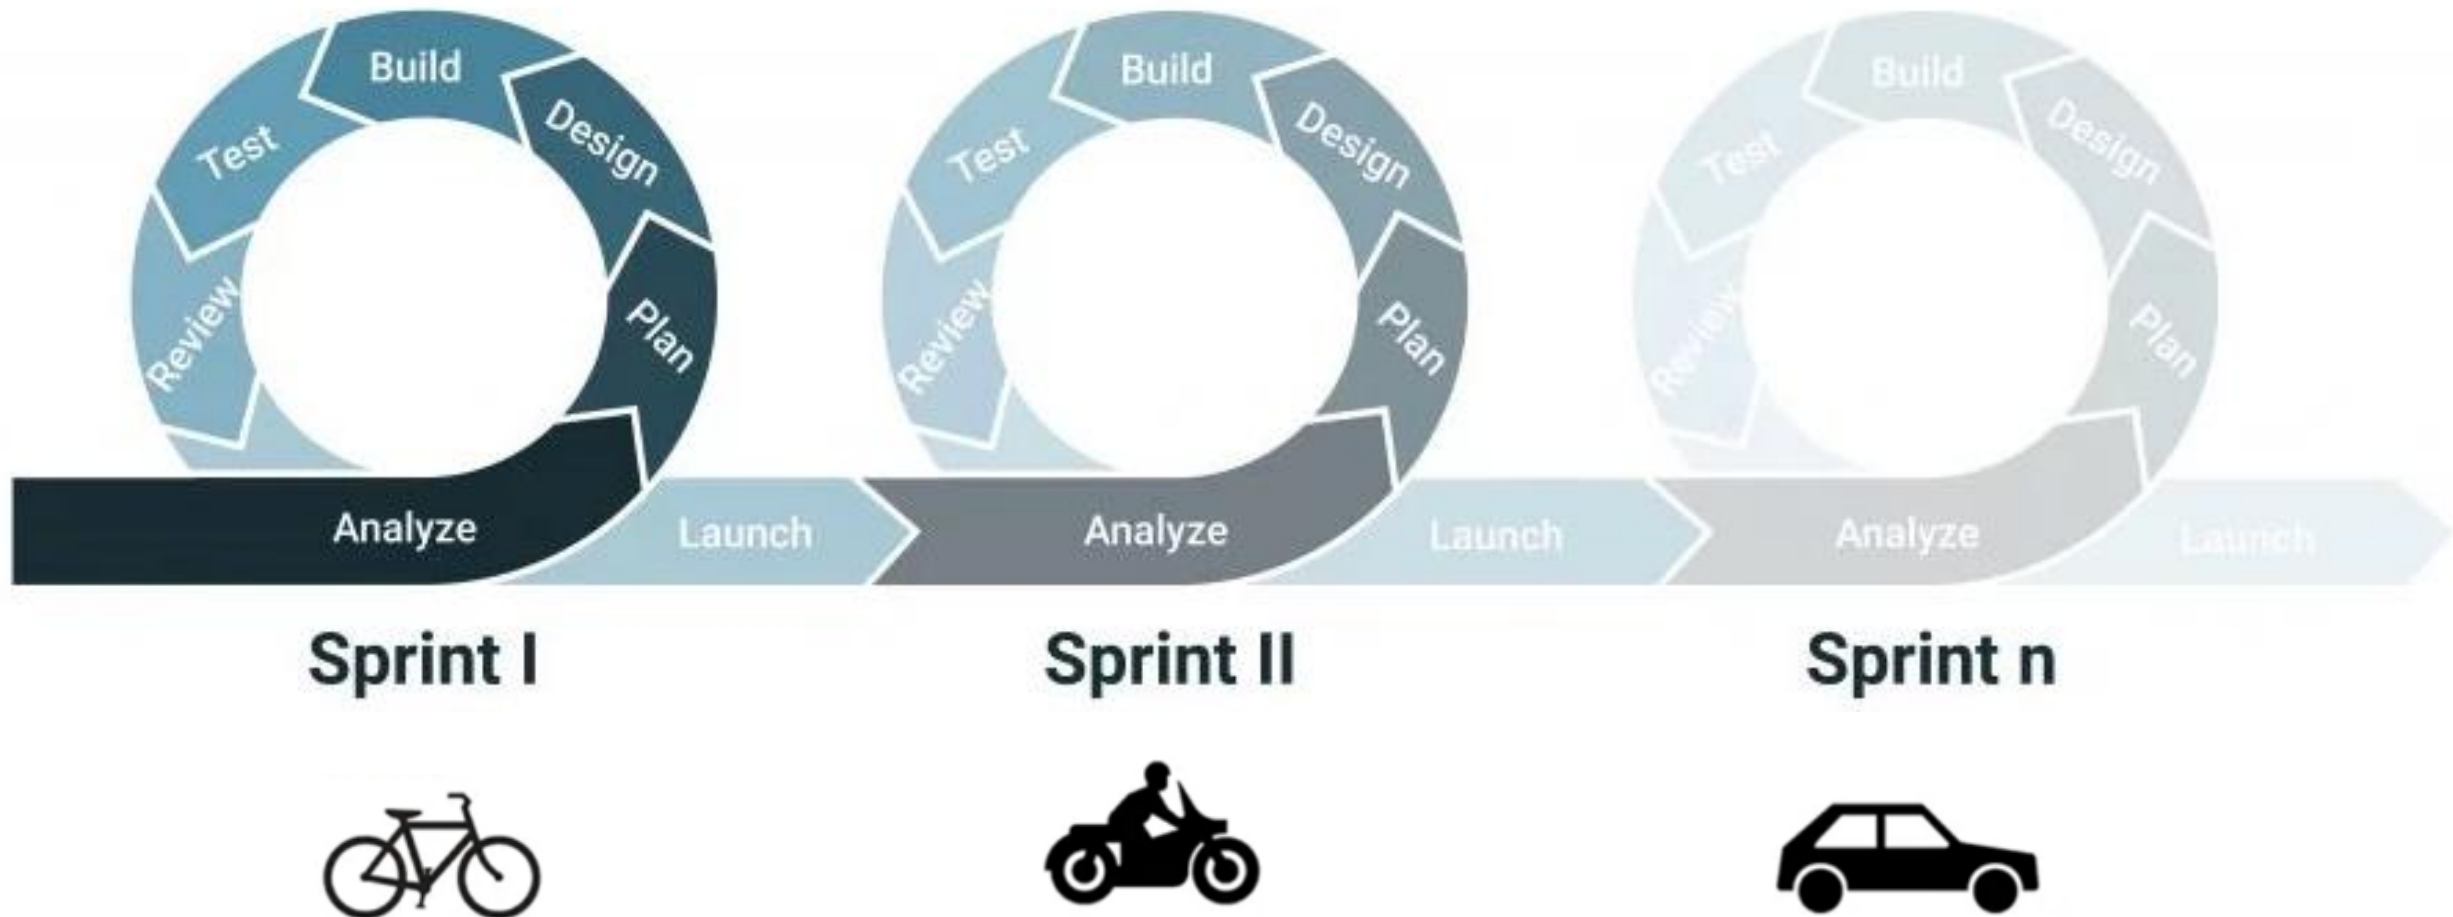 Build
Design
Test
Review
Plan
Analyze
Launch
Build
Design
Test
Review
Plan
Analyze
Launch
Build
Design
Test
Review
Plan
Analyze
Launch
Sprint I
Sprint II
Sprint n